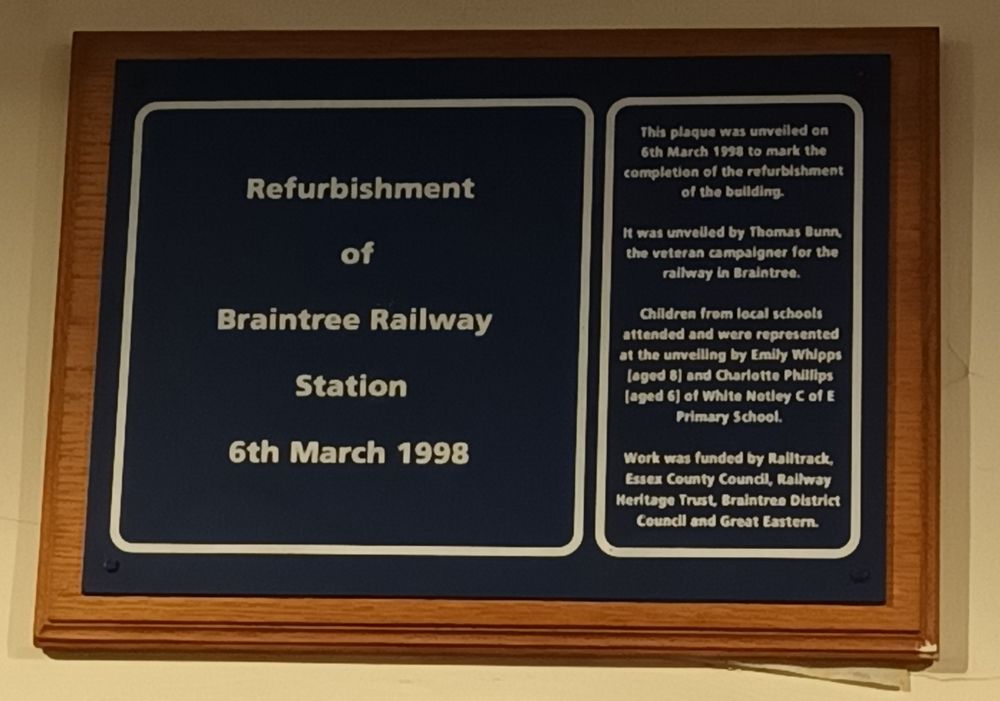 Refurbishment
of
Braintree Railway
Station
6th March 1998
This plaque was unveiled on
6th March 1998 to mark the
completion of the refurbishment
of the building.
It was unveiled by Thomas Bunn,
the veteran campaigner for the
railway in Braintree.
Children from local schools
attended and were represented
at the unveiling by Emily Whipps
[aged 8] and Charlotte Phillips
[aged 6] of White Notley C of E
Primary School.
Work was funded by Railtrack,
Essex County Council, Railway
Heritage Trust, Braintree District
Council and Great Eastern.